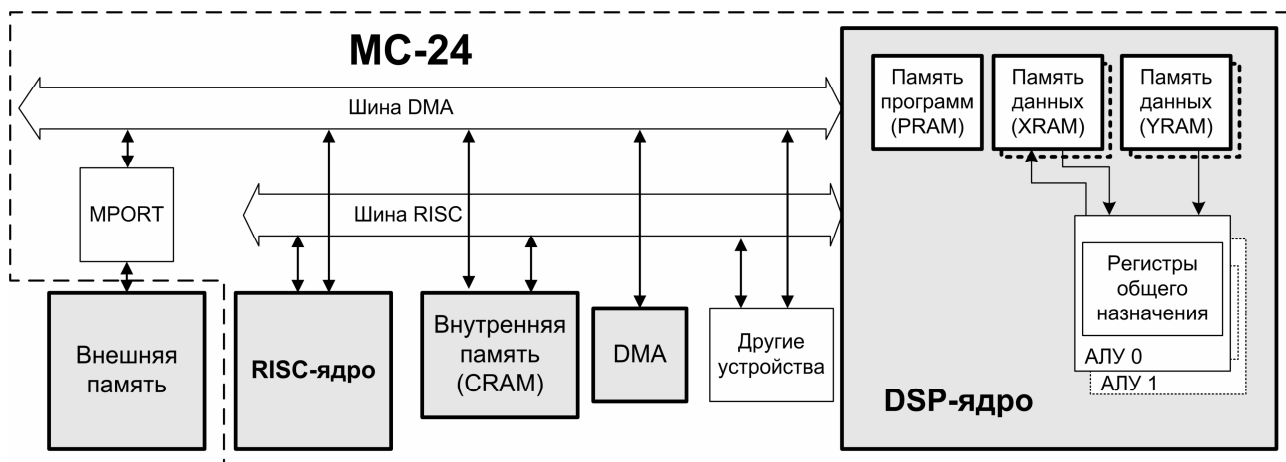 МС-24
Шина DMA
MPORT
Шина RISC
Внешняя
память
RISC-ядро
Внутренняя
память
(CRAM)
DMA
Другие
устройства
Память
программ
(PRAM)
Память
данных
(XRAM)
Память
данных
(YRAM)
Регистры
общего
назначения
АЛУ 0
АЛУ 1
DSP-ядро